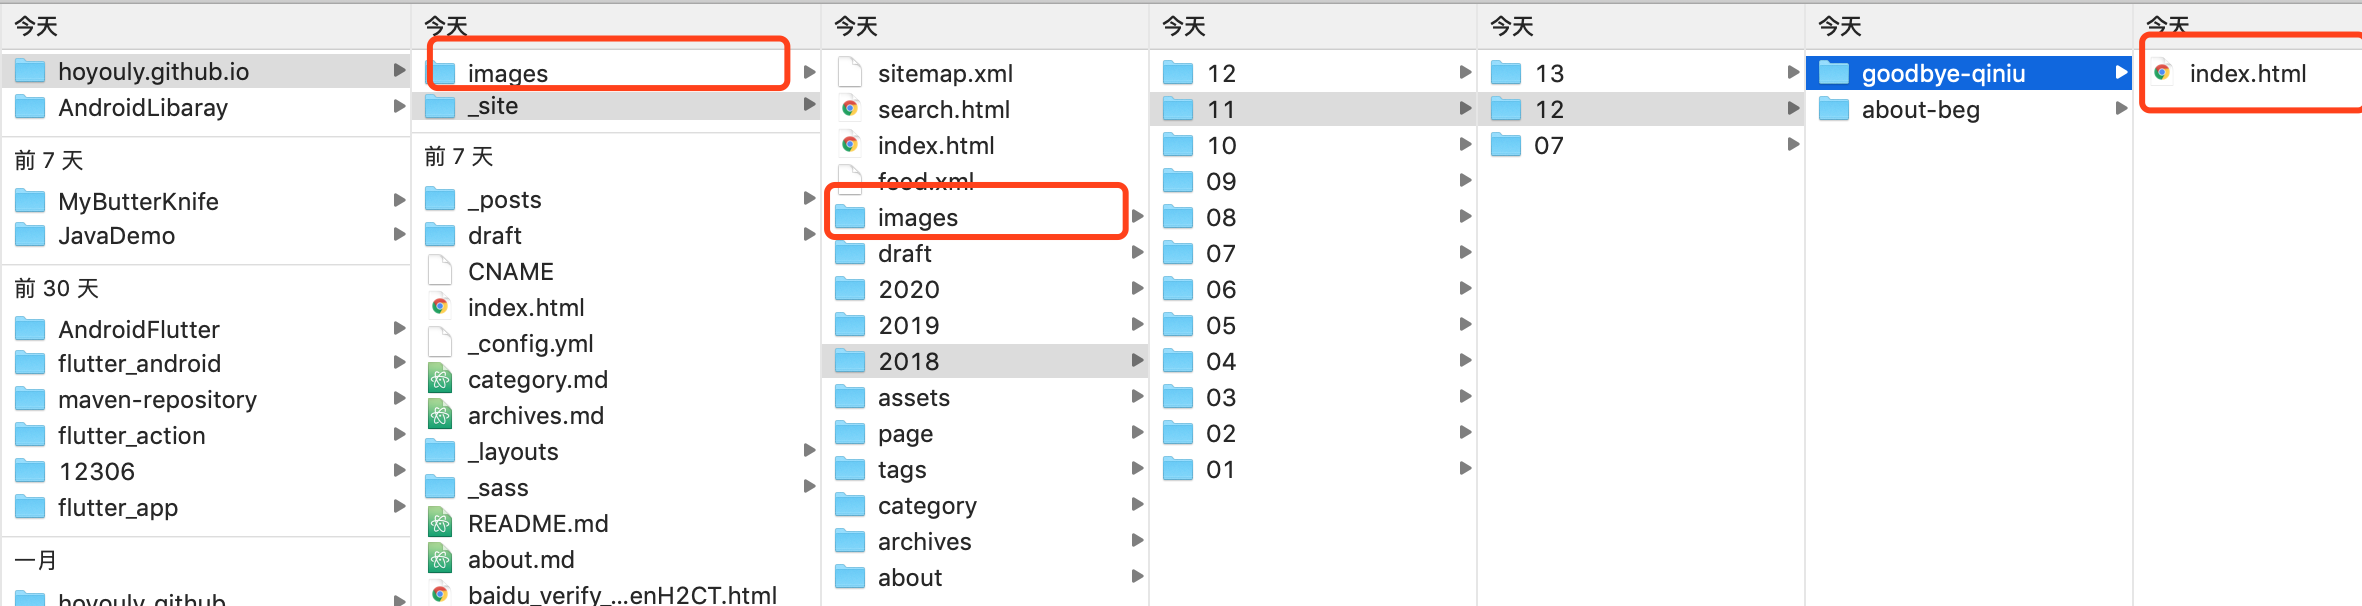 今天
hoyouly.github.io
AndroidLibaray
前 7 天
MyButterKnife
JavaDemo
前 30 天
AndroidFlutter
flutter_android
maven-repository
flutter_action
12306
flutter_app
一月
hoyouly.github
今天
images
_site
前 7 天
_posts
draft
CNAME
index.html
_config.yml
category.md
archives.md
_layouts
_sass
README.md
about.md
baidu_verify_...enH2CT.html
今天
sitemap.xml
search.html
index.html
feed.xml
images
draft
2020
2019
2018
assets
page
tags
category
archives
about
今天
12
11
10
09
08
07
06
05
04
03
02
01
今天
13
12
07
今天
goodbye-qiniu
about-beg
今天
index.html